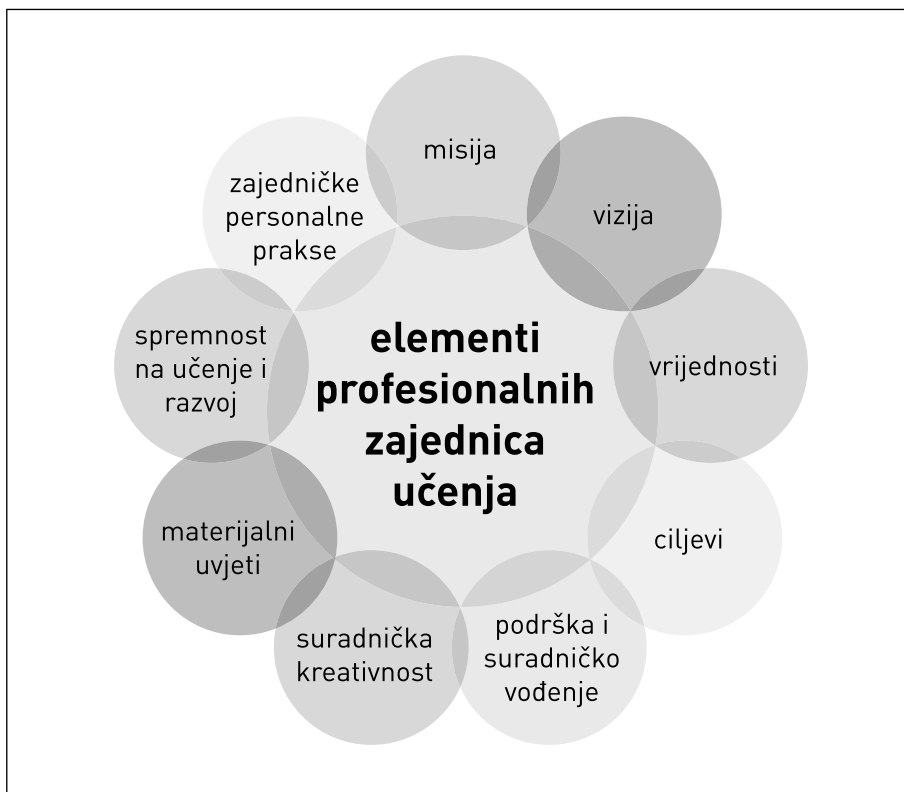 misija
vizija
vrijednosti
ciljevi
podrška i
suradničko
vođenje
suradnička
kreativnost
materijalni
uvjeti
spremnost
na učenje i
razvoj
zajedničke
personalne
prakse
elementi
profesionalnih
zajednica
učenja